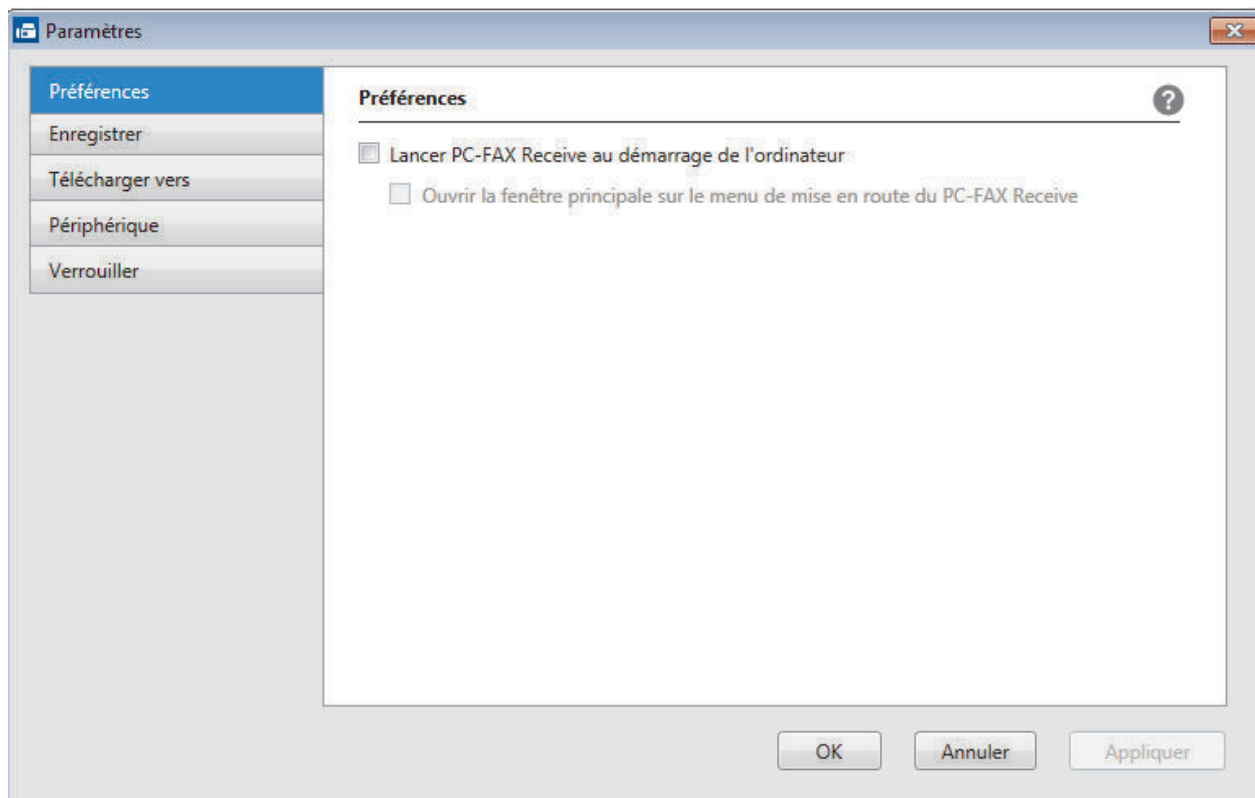 Paramètres
Préférences
Enregistrer
Télécharger vers
Périphérique
Verrouiller
Préférences
?
Lancer PC-FAX Receive au démarrage de l'ordinateur
Ouvrir la fenêtre principale sur le menu de mise en route du PC-FAX Receive
OK
Annuler
Appliquer